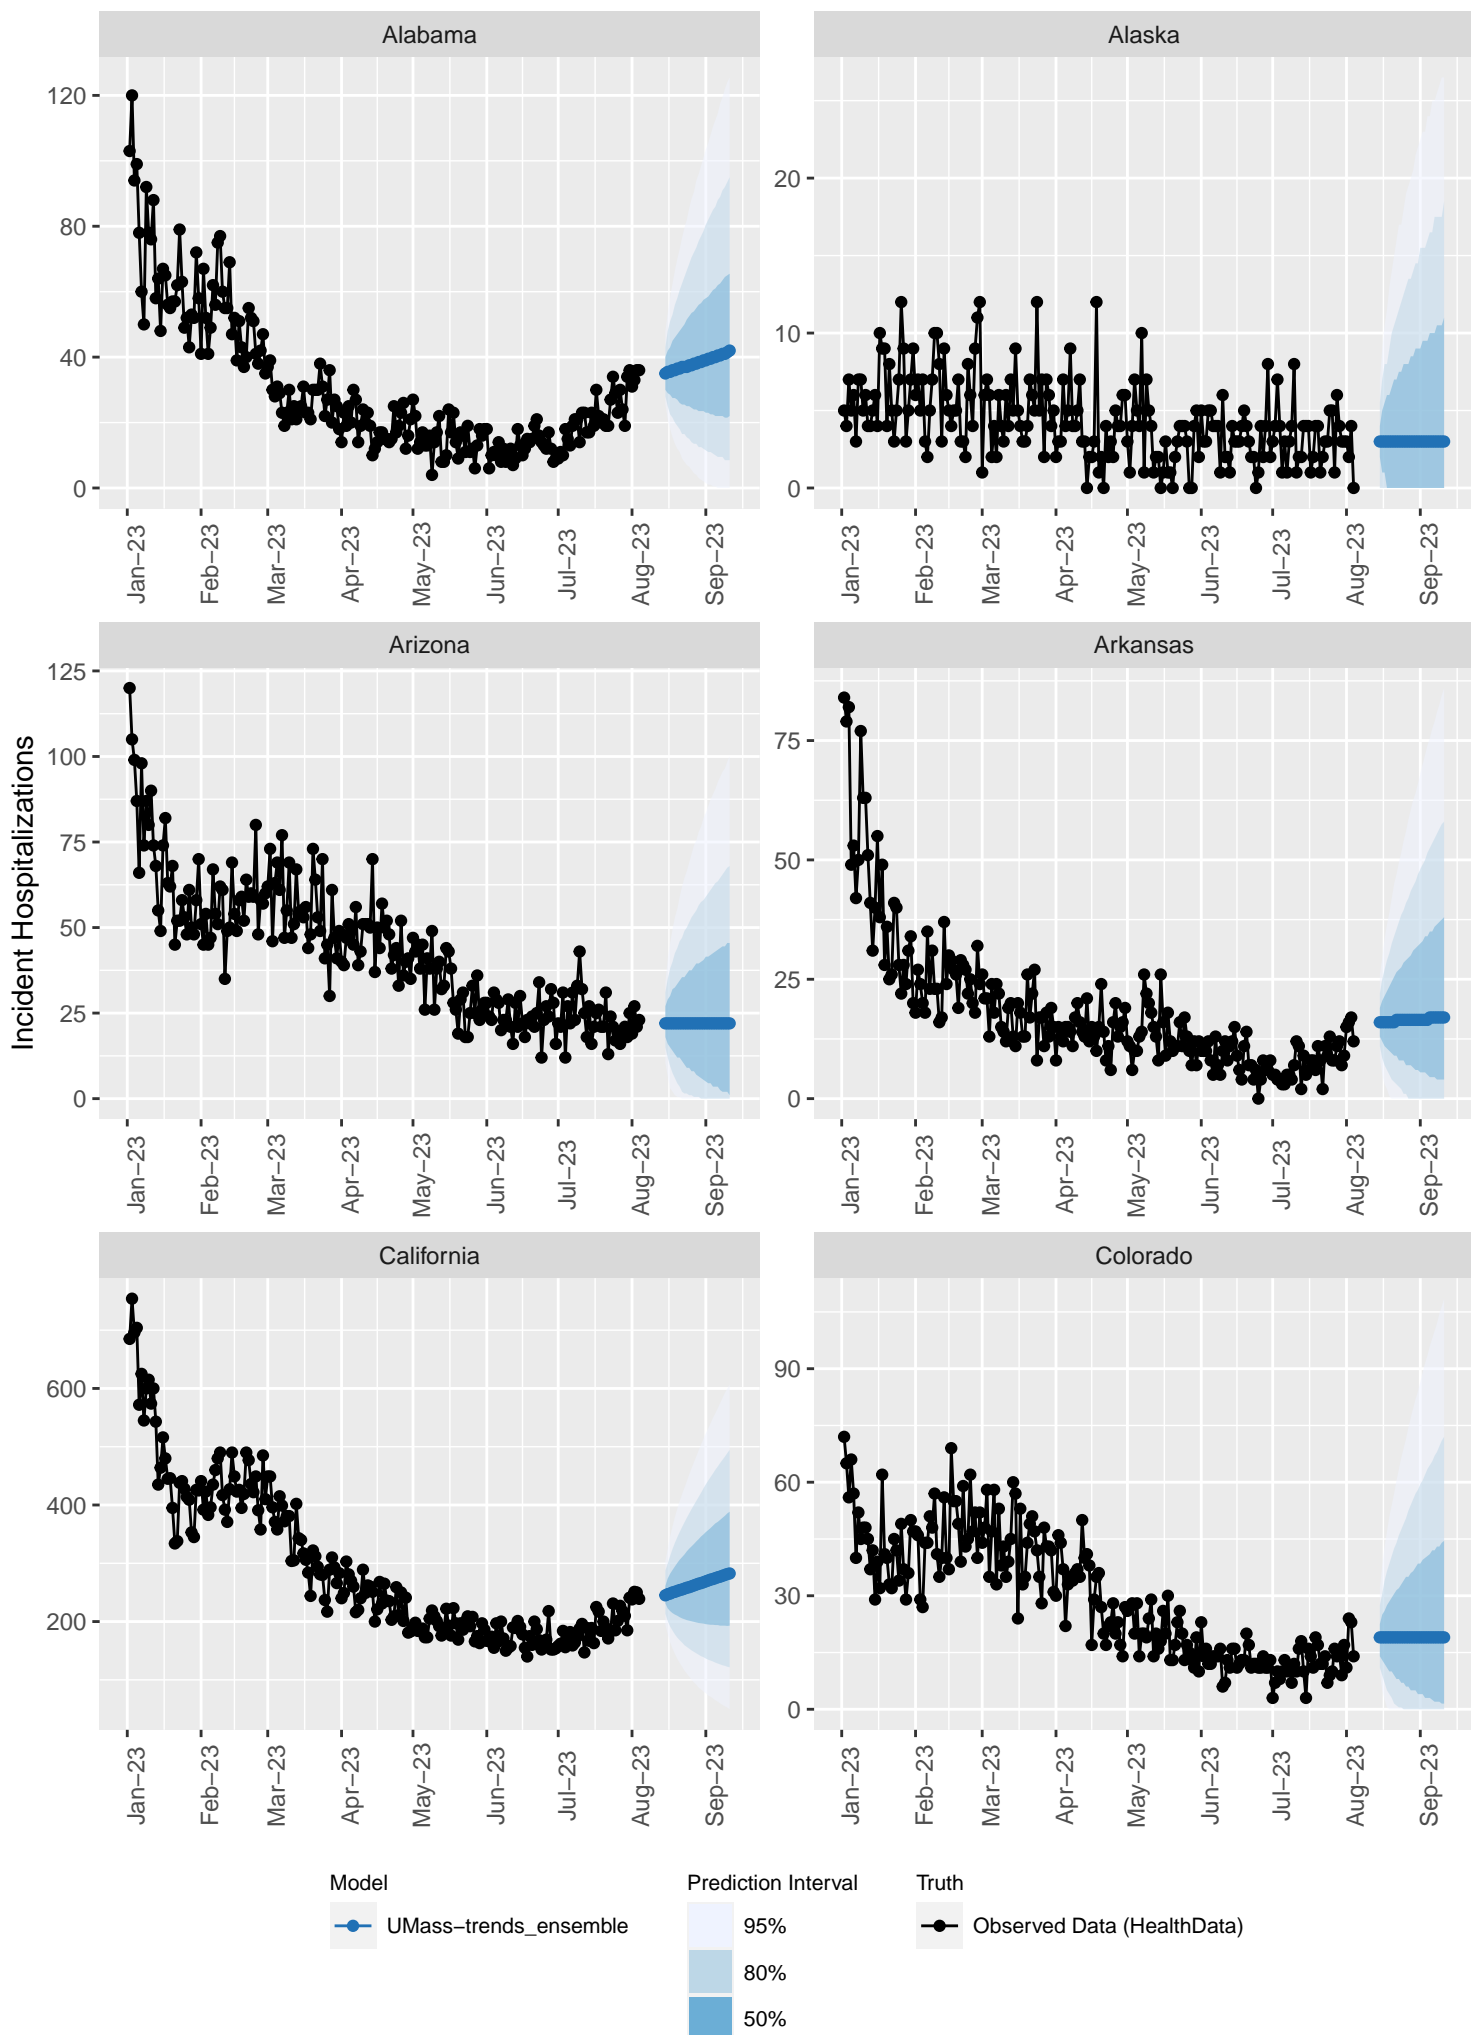 Alabama
Alaska
120
80
40
0
20
10
0
Jan−23
Feb−23
Mar−23
Apr−23
May−23
Jun−23
Jul−23
Aug−23
Sep−23
Jan−23
Feb−23
Mar−23
Apr−23
May−23
Jun−23
Jul−23
Aug−23
Sep−23
Arizona
Arkansas
Incident Hospitalizations
125
100
75
50
25
0
75
50
25
0
Jan−23
Feb−23
Mar−23
Apr−23
May−23
Jun−23
Jul−23
Aug−23
Sep−23
Jan−23
Feb−23
Mar−23
Apr−23
May−23
Jun−23
Jul−23
Aug−23
Sep−23
California
Colorado
600
400
200
90
60
30
0
Jan−23
Feb−23
Mar−23
Apr−23
May−23
Jun−23
Jul−23
Aug−23
Sep−23
Jan−23
Feb−23
Mar−23
Apr−23
May−23
Jun−23
Jul−23
Aug−23
Sep−23
Model
UMass−trends_ensemble
Prediction Interval
95%
80%
50%
Truth
Observed Data (HealthData)